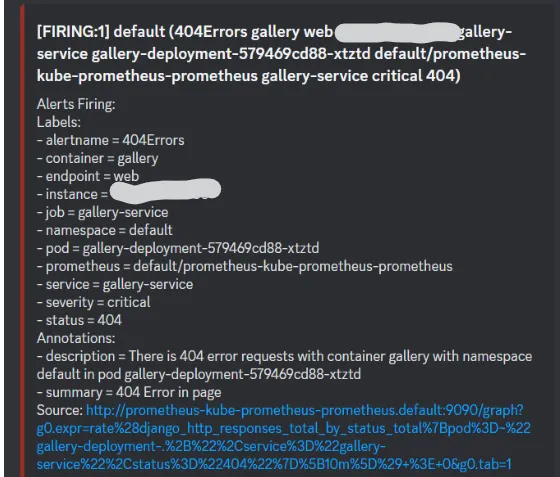 [FIRING:1] default (404Errors gallery web gallery-
service gallery-deployment-579469cd88-xtztd default/prometheus-
kube-prometheus-prometheus gallery-service critical 404)
Alerts Firing:
Labels:
- alertname = 404Errors
- container = gallery
- endpoint = web
- instance =
- job = gallery-service
- namespace = default
- pod = gallery-deployment-579469cd88-xtztd
- prometheus = default/prometheus-kube-prometheus-prometheus
- service = gallery-service
- severity = critical
- status = 404
Annotations:
- description = There is 404 error requests with container gallery with namespace
default in pod gallery-deployment-579469cd88-xtztd
- summary = 404 Error in page
Source: http://prometheus-kube-prometheus-prometheus.default:9090/graph?
g0.expr=rate%28django_http_responses_total_by_status_total%7Bpod%3D~%22
gallery-deployment-.%2B%22%2Cservice%3D%22gallery-
service%22%2Cstatus%3D%22404%22%7D%5B10m%5D%29+%3E+0&g0.tab=1